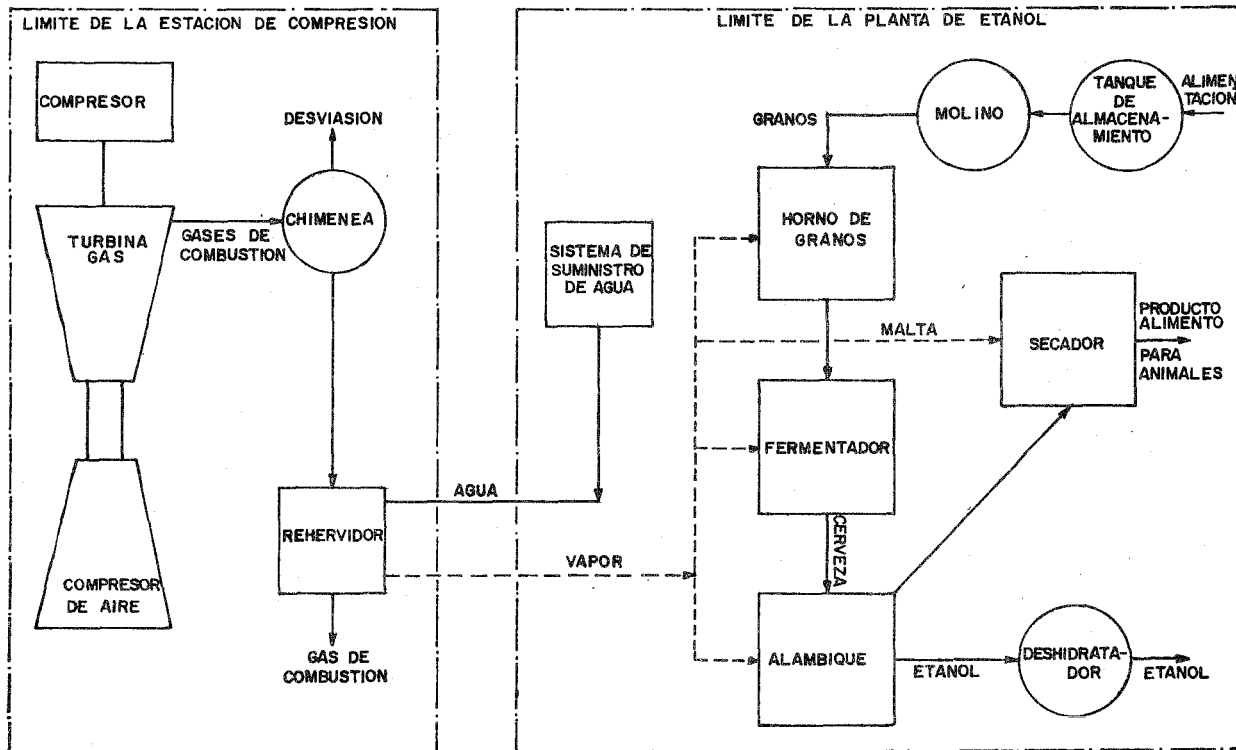 LIMITE DE LA ESTACION DE COMPRESION
COMPRESOR
DESVIASION
CHIMENEA
TURBINA
GAS
GASES DE
COMBUSTION
REHERVIDOR
COMPRESOR
DE AIRE
GAS DE
COMBUSTION
AGUA
VAPOR
LIMITE DE LA PLANTA DE ETANOL
ALIMEN
TACION
TANQUE
DE
ALMACENA-
MIENTO
MOLINO
GRANOS
HORNO DE
GRANOS
SISTEMA DE
SUMINISTRO
DE AGUA
MALTA
SECADOR
PRODUCTO
ALIMENTO
PARA
ANIMALES
FERMENTADOR
CERVEZA
ALAMBIQUE
ETANOL
DESHIDRATA-
DOR
ETANOL